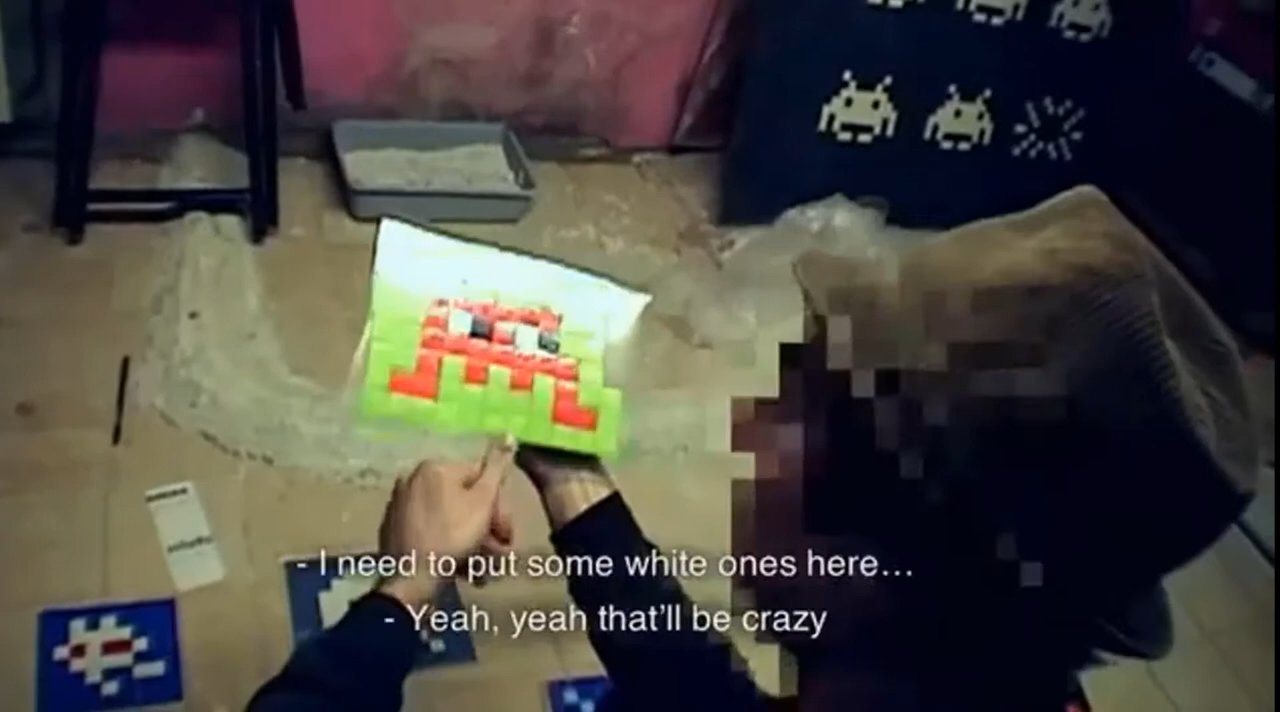 - I need to put some white ones here...
- Yeah, yeah that'll be crazy